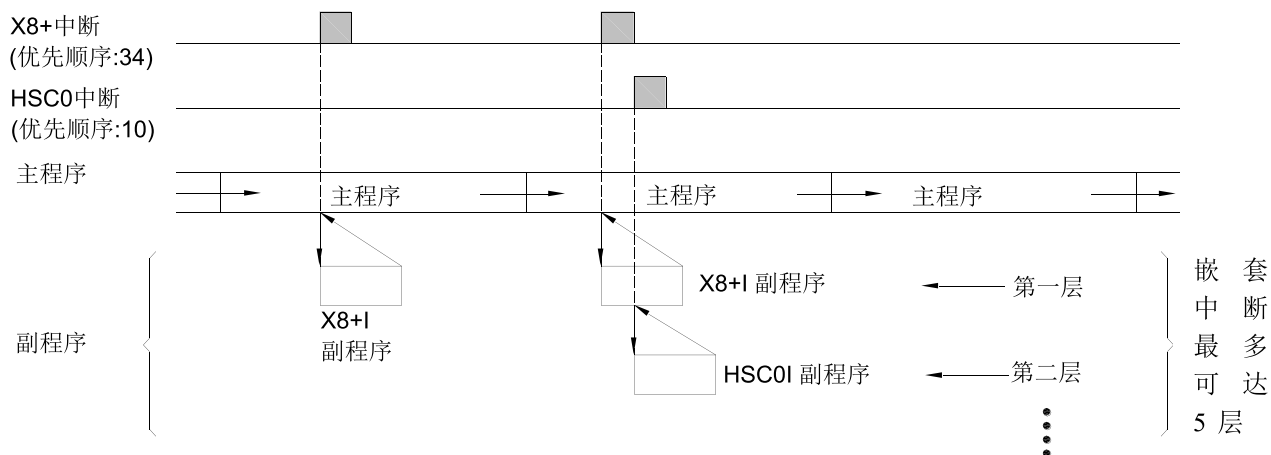 X8+中断
(优先顺序:34)
HSC0中断
(优先顺序:10)
主程序
主程序
主程序
主程序
副程序
X8+I
副程序
X8+I 副程序
第一层
HSC0I 副程序
第二层
嵌 套
中 断
最 多
可 达
5 层